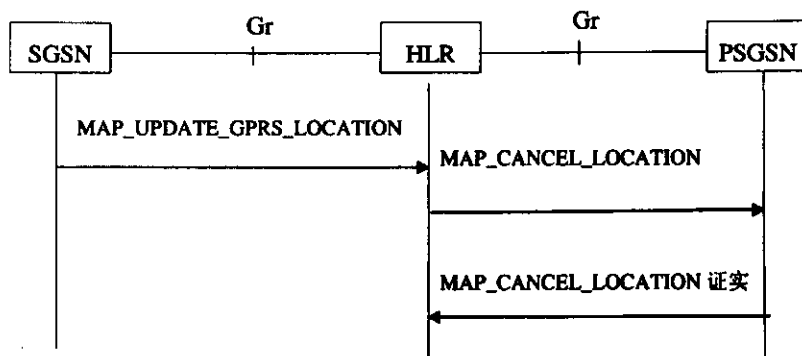 Gr
Gr
SGSN
HLR
PSGSN
MAP_UPDATE_GPRS_LOCATION
MAP_CANCEL_LOCATION
MAP_CANCEL_LOCATION 证实